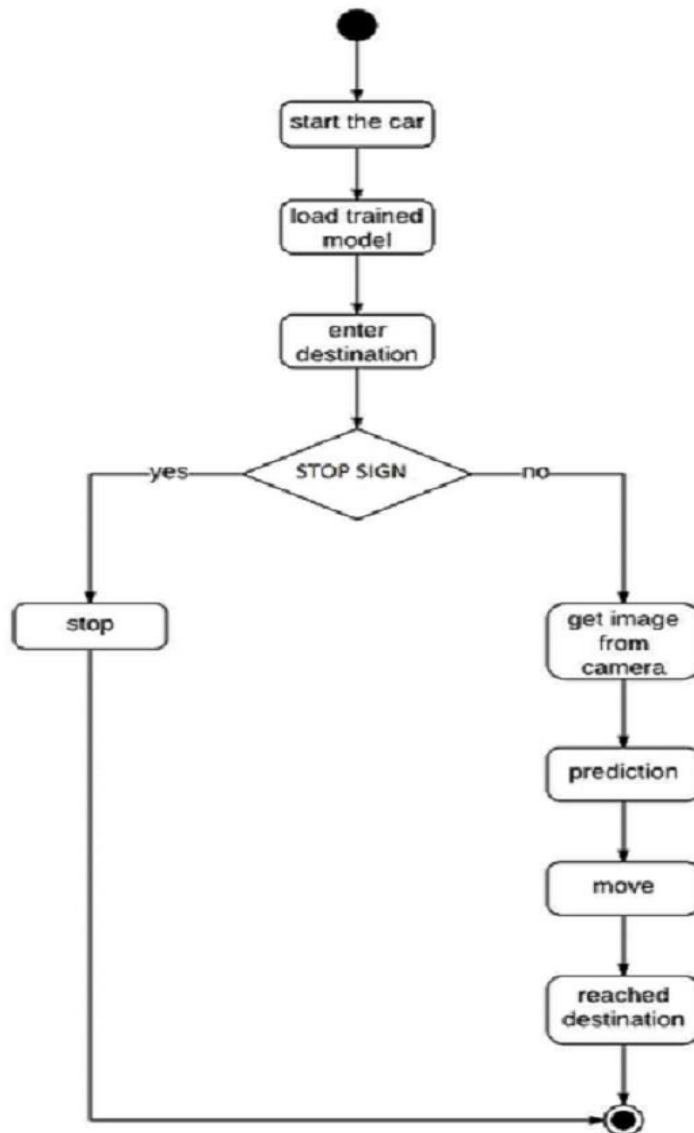 start the car
load trained
model
enter
destination
yes
STOP SIGN
no
stop
get image
from
camera
prediction
move
reached
destination